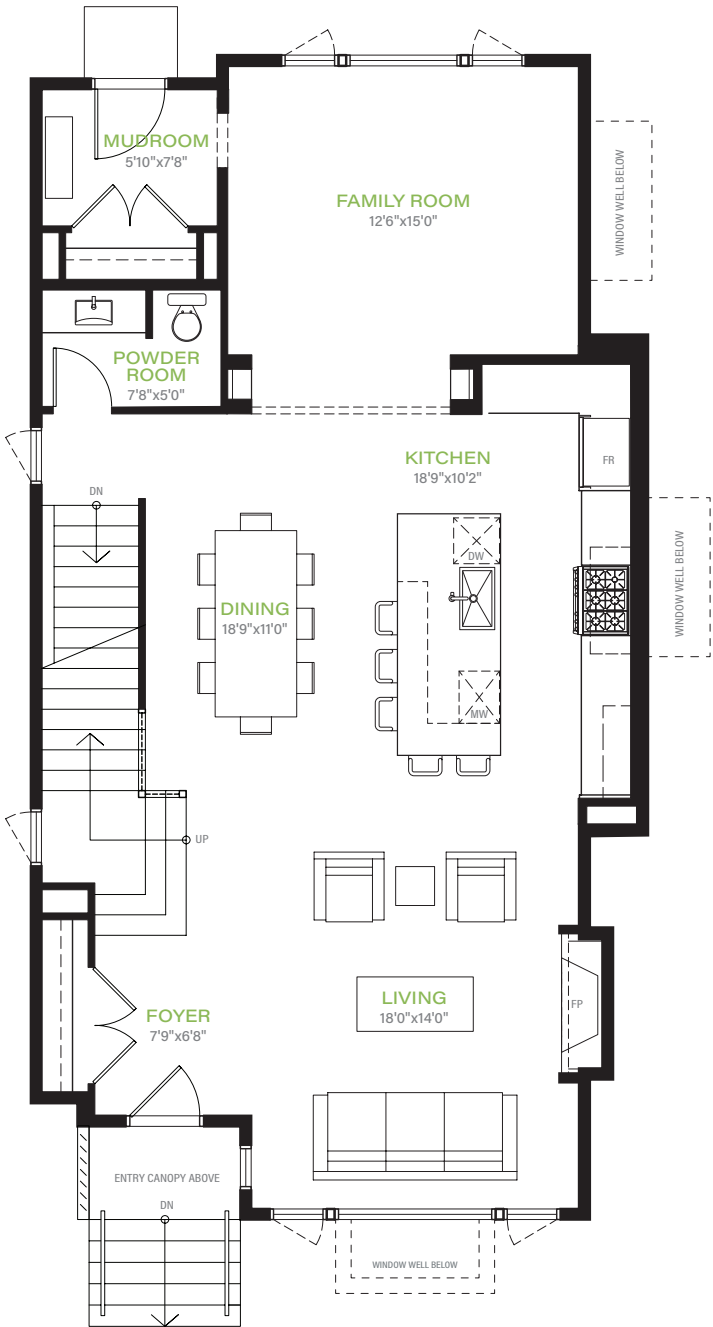 MUDROOM
5'10"x7'8"
FAMILY ROOM
12'6"x15'0"
WINDOW WELL BELOW
POWDER
ROOM
7'8"x5'0"
KITCHEN
18'9"x10'2"
FR
DN
DW
DINING
18'9"x11'0"
WINDOW WELL BELOW
MW
UP
LIVING
18'0"x14'0"
FP
FOYER
7'9"x6'8"
ENTRY CANOPY ABOVE
DN
WINDOW WELL BELOW